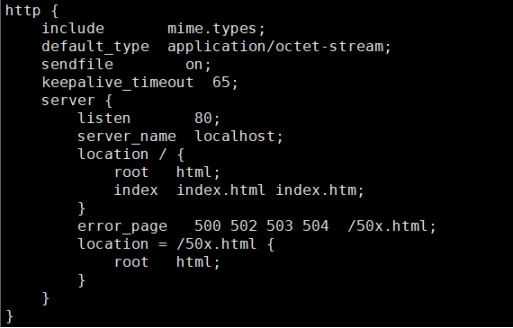 http {
    include       mime.types;
    default_type  application/octet-stream;
    sendfile        on;
    keepalive_timeout  65;
    server {
        listen       80;
        server_name  localhost;
        location / {
            root   html;
            index  index.html index.htm;
        }
        error_page   500 502 503 504  /50x.html;
        location = /50x.html {
            root   html;
        }
    }
}